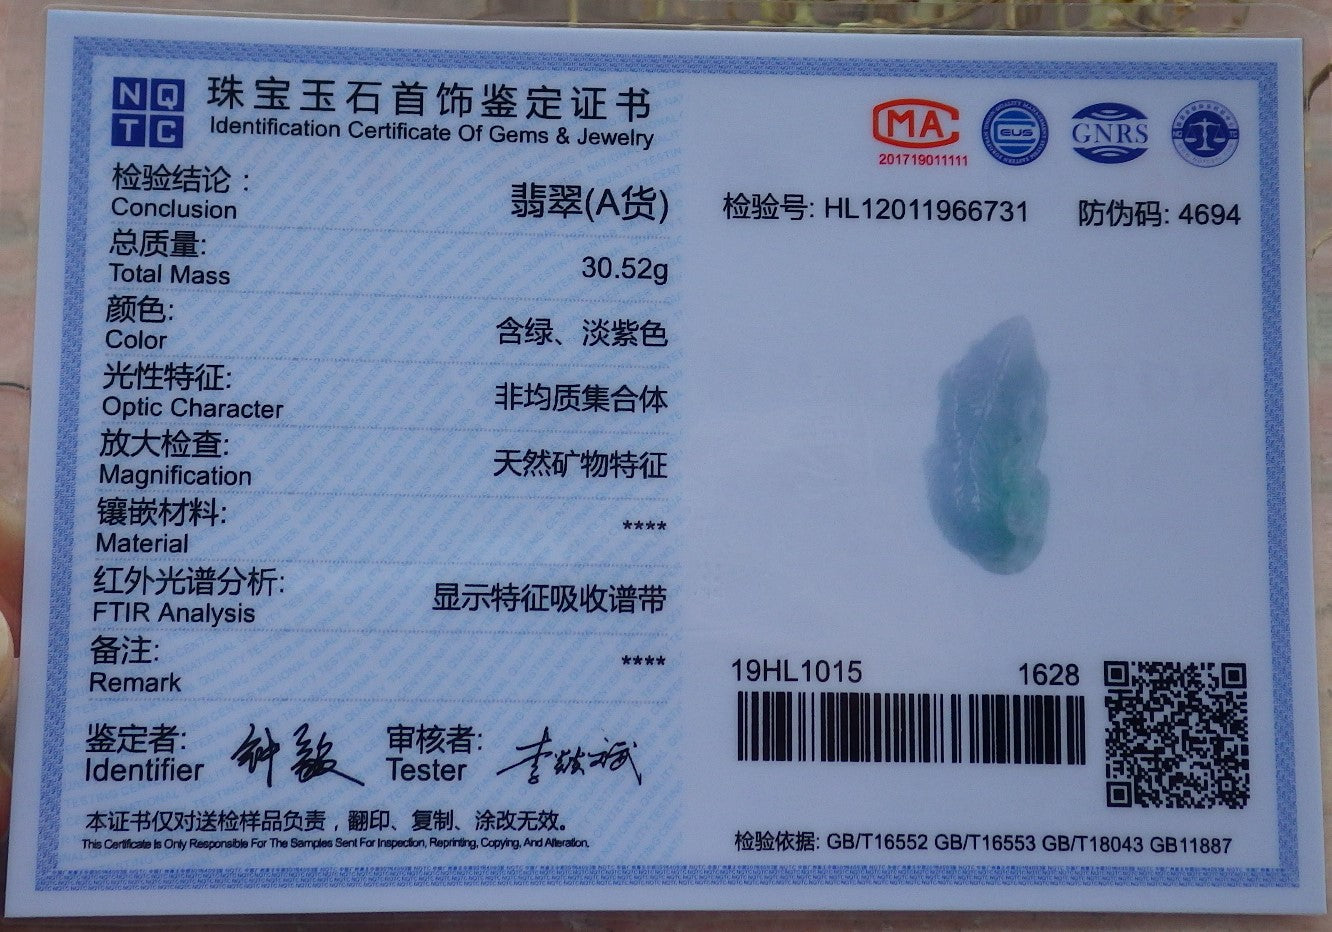 NQTC
珠宝玉石首饰鉴定证书
Identification Certificate Of Gems & Jewelry
检验结论：
Conclusion
翡翠(A货)
总质量:
Total Mass
30.52g
颜色:
Color
含绿、淡紫色
光性特征:
Optic Character
非均质集合体
放大检查:
Magnification
天然矿物特征
镶嵌材料:
Material
****
红外光谱分析:
FTIR Analysis
显示特征吸收谱带
备注:
Remark
****
鉴定者:
Identifier
审核者:
Tester
本证书仅对送检样品负责，翻印、复制、涂改无效。
This Certificate Is Only Responsible For The Samples Sent For Inspection, Reprinting, Copying, And Alteration.
MA
201719011111
EUS
GNRS
检验号: HL12011966731
防伪码: 4694
19HL1015
1628
检验依据: GB/T16552 GB/T16553 GB/T18043 GB11887